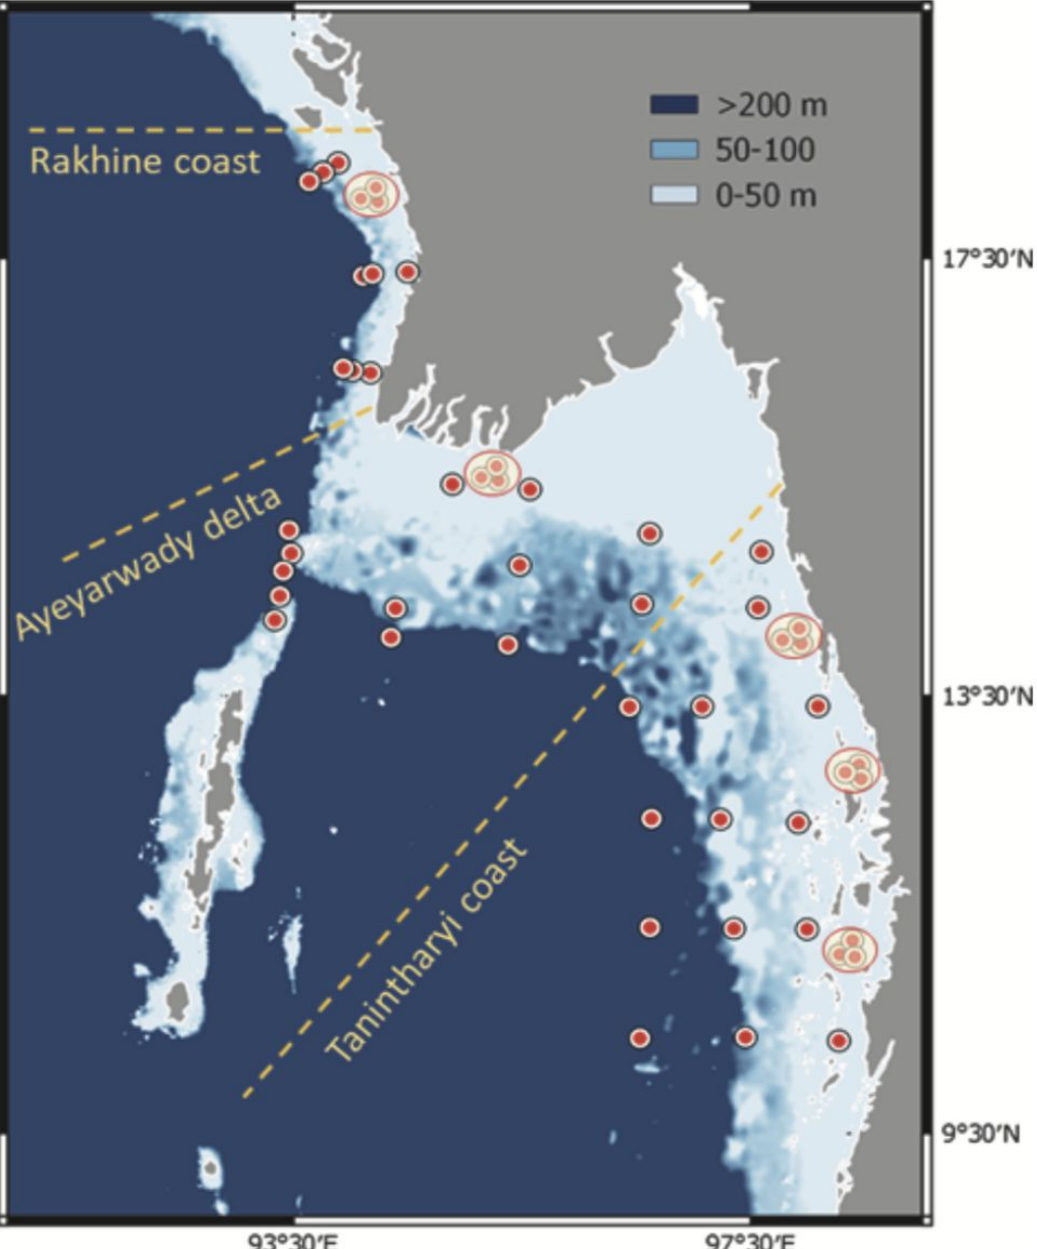 >200 m
50-100
0-50 m
Rakhine coast
17°30’N
Ayeyarwady delta
13°30’N
Tanintharyi coast
9°30’N
93°30’E
97°30’E